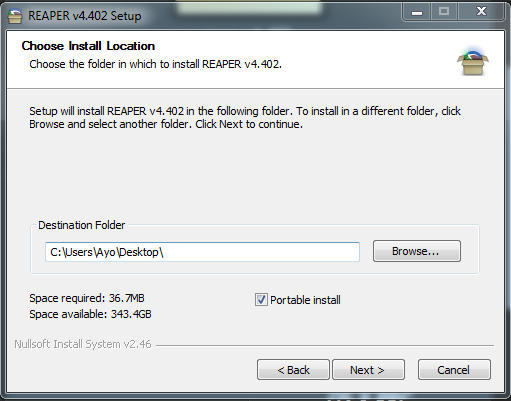 REAPER v4.402 Setup
Choose Install Location
Choose the folder in which to install REAPER v4.402.
Setup will install REAPER v4.402 in the following folder. To install in a different folder, click
Browse and select another folder. Click Next to continue.
Destination Folder
C:\Users\Ayo\Desktop\
Browse...
Space required: 36.7MB
Portable install
Space available: 343.4GB
Nullsoft Install System v2.46
< Back
Next >
Cancel